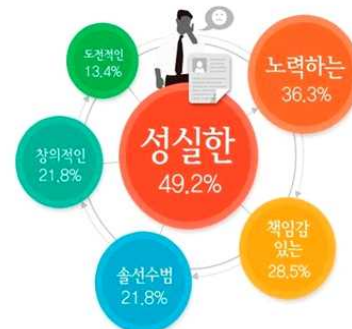 도전적인
13.4%
노력하는
36.3%
성실한
49.2%
창의적인
21.8%
책임감
있는
28.5%
솔선수범
21.8%